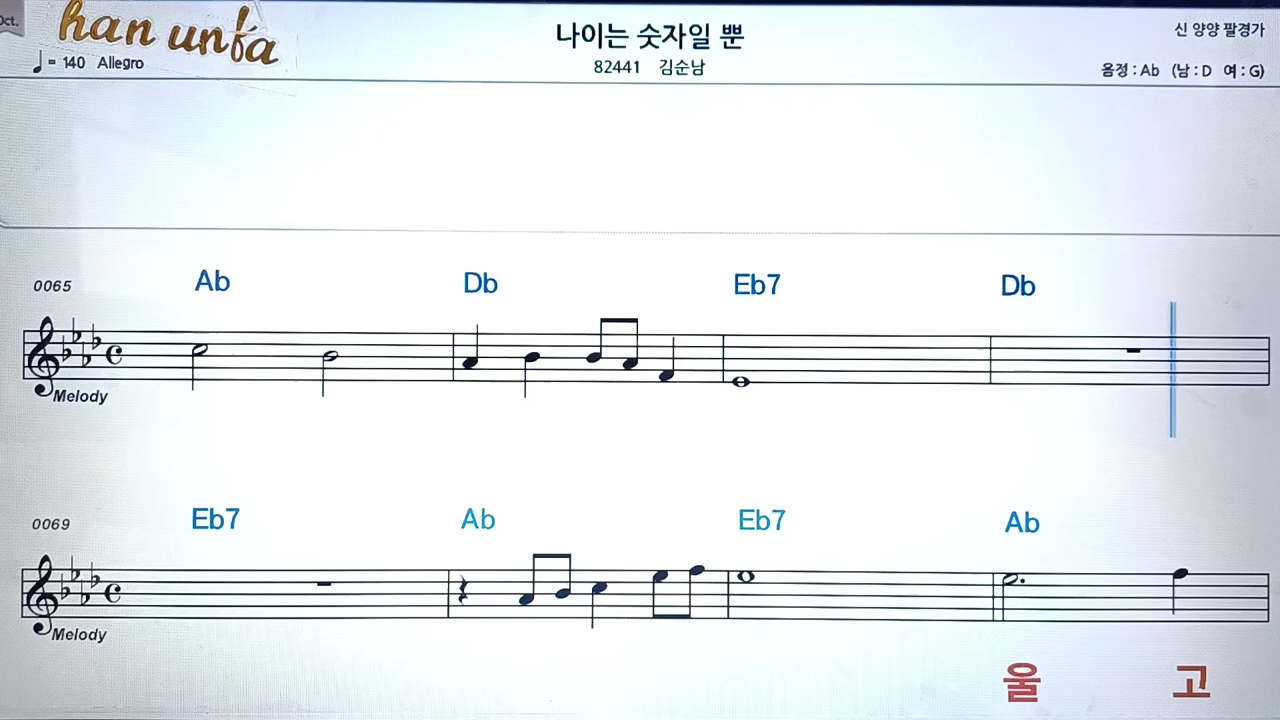 Oct.
han unfa
나이는 숫자일 뿐
신 양양 팔경가
= 140 Allegro
82441 김순남
음정 : Ab (남 : D 여 : G)
0065
Ab Db Eb7 Db
Melody
0069
Eb7 Ab Eb7 Ab
Melody
울 고